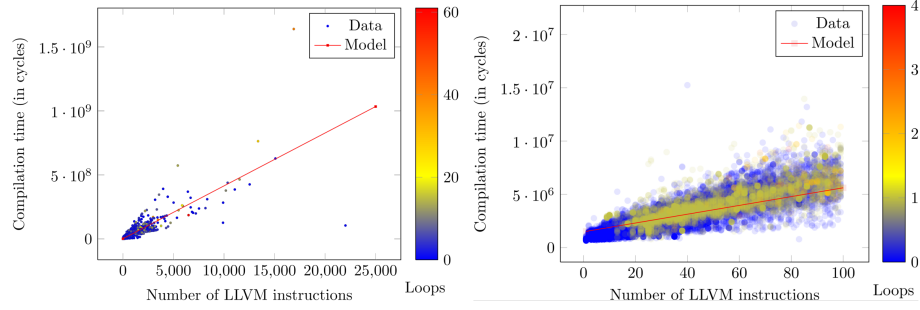 Compilation time (in cycles)
1.5 · 10^9
1 · 10^9
5 · 10^8
0
0
5,000
10,000
15,000
20,000
25,000
Number of LLVM instructions
Data
Model
60
40
20
0
Loops
Compilation time (in cycles)
2 · 10^7
1.5 · 10^7
1 · 10^7
5 · 10^6
0
0
20
40
60
80
100
Number of LLVM instructions
Data
Model
4
3
2
1
0
Loops